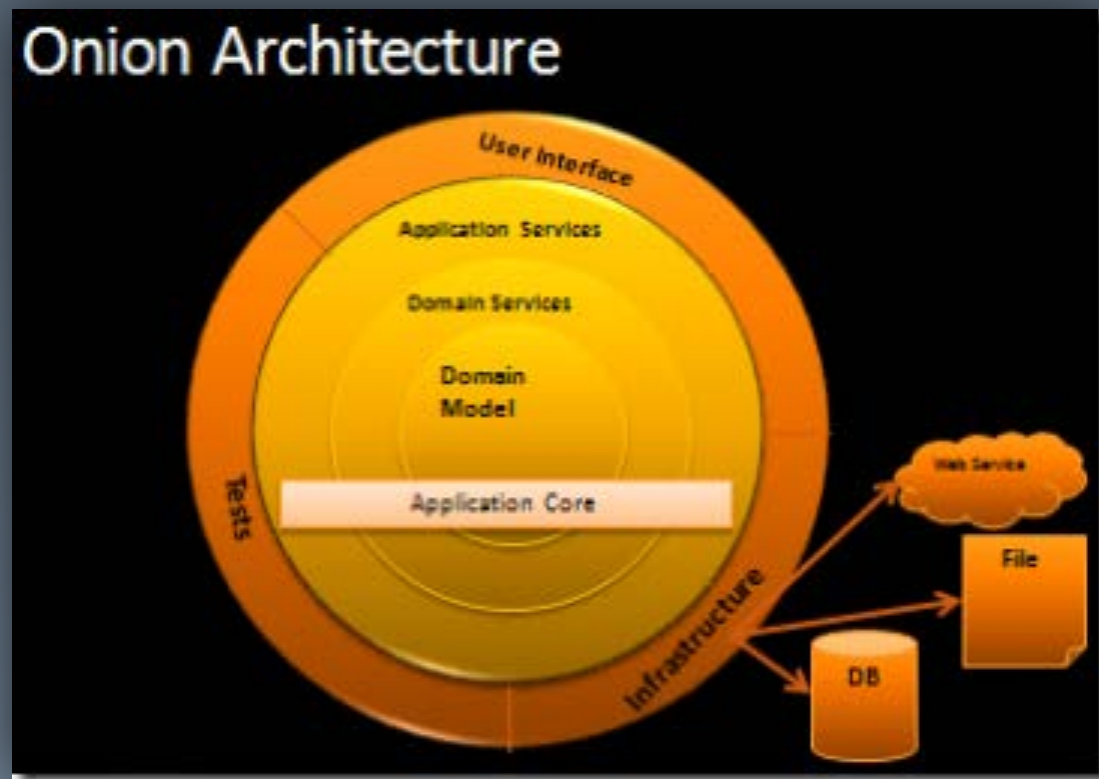 Onion Architecture
User Interface
Application Services
Domain Services
Domain
Model
Application Core
Tests
Infrastructure
Web Service
File
DB